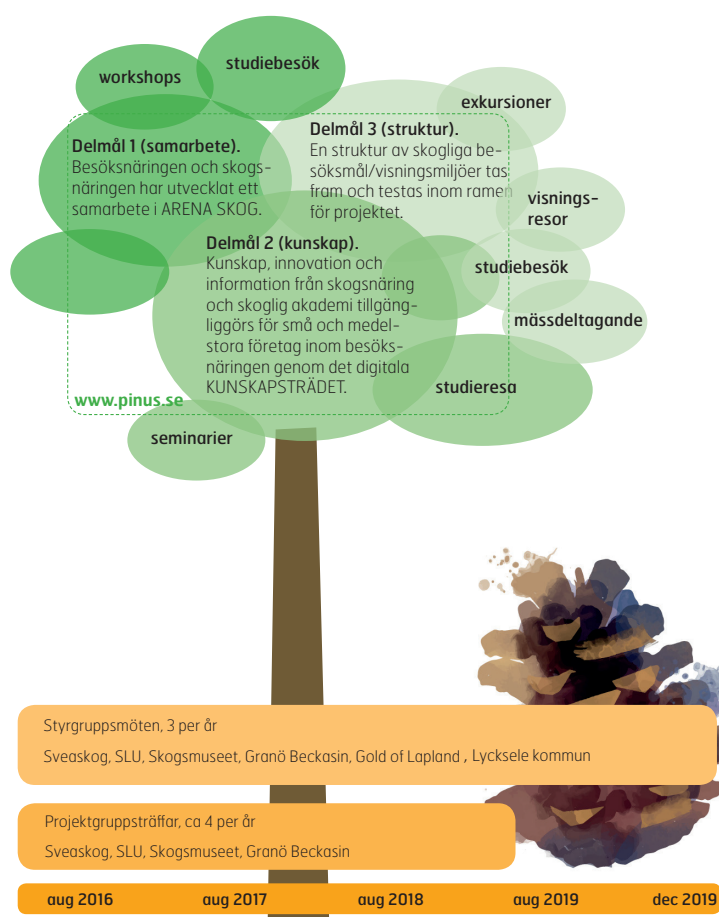 workshops
studiebesök
exkursioner
Delmål 1 (samarbete).
Besöksnäringen och skogs-
näringen har utvecklat ett
samarbete i ARENA SKOG.
Delmål 3 (struktur).
En struktur av skogliga be-
söksmål/visningsmiljöer tas
fram och testas inom ramen
för projektet.
visnings-
resor
Delmål 2 (kunskap).
Kunskap, innovation och
information från skogsnäring
och skoglig akademi tillgäng-
liggörs för små och medel-
stora företag inom besöks-
näringen genom det digitala
KUNSKAPSTRÄDET.
studiebesök
mässdeltagande
studieresa
www.pinus.se
seminarier
Styrgruppsmöten, 3 per år
Sveaskog, SLU, Skogsmuseet, Granö Beckasin, Gold of Lapland , Lycksele kommun
Projektgruppsträffar, ca 4 per år
Sveaskog, SLU, Skogsmuseet, Granö Beckasin
aug 2016 aug 2017 aug 2018 aug 2019 dec 2019